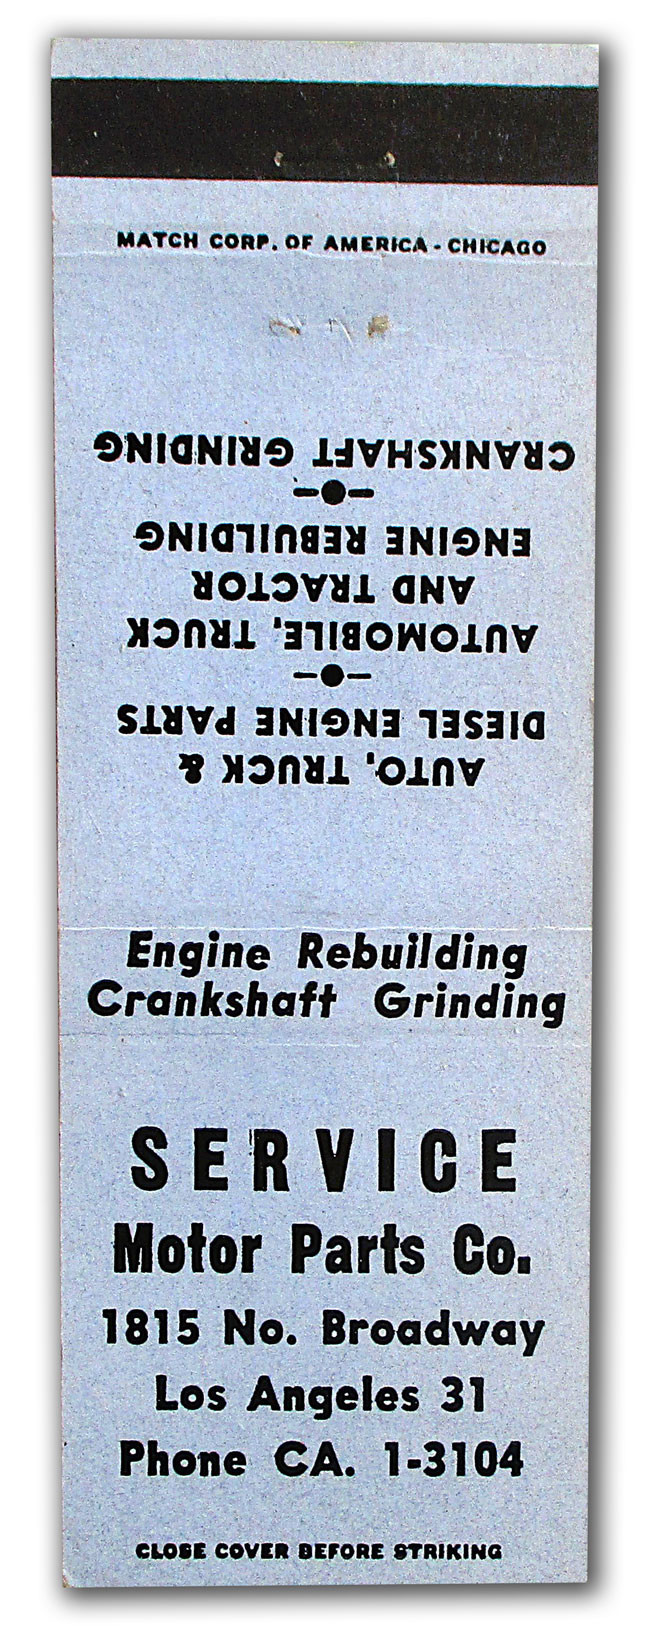 MATCH CORP. OF AMERICA - CHICAGO
AUTO, TRUCK &
DIESEL ENGINE PARTS
AUTOMOBILE, TRUCK
AND TRACTOR
ENGINE REBUILDING
CRANKSHAFT GRINDING
Engine Rebuilding
Crankshaft Grinding
SERVICE
Motor Parts Co.
1815 No. Broadway
Los Angeles 31
Phone CA. 1-3104
CLOSE COVER BEFORE STRIKING